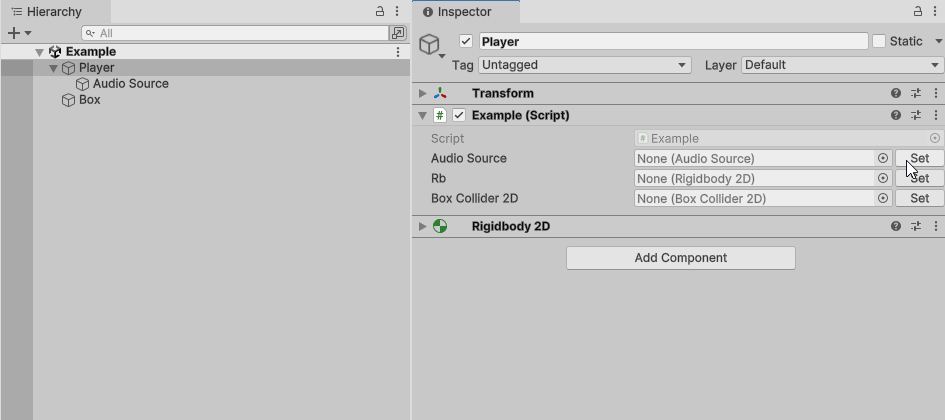 Hierarchy
All
Example
Player
Audio Source
Box
Inspector
Player
Static
Tag Untagged Layer Default
Transform
# Example (Script)
Script # Example
Audio Source None (Audio Source) Set
Rb None (Rigidbody 2D) Set
Box Collider 2D None (Box Collider 2D) Set
Rigidbody 2D
Add Component